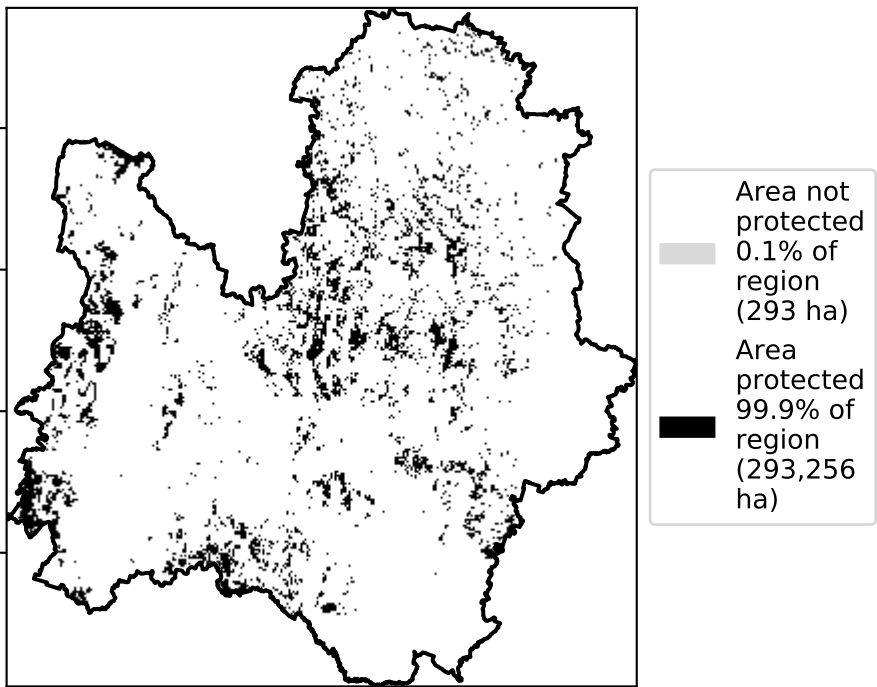 Area not
protected
0.1% of
region
(293 ha)
Area
protected
99.9% of
region
(293,256
ha)